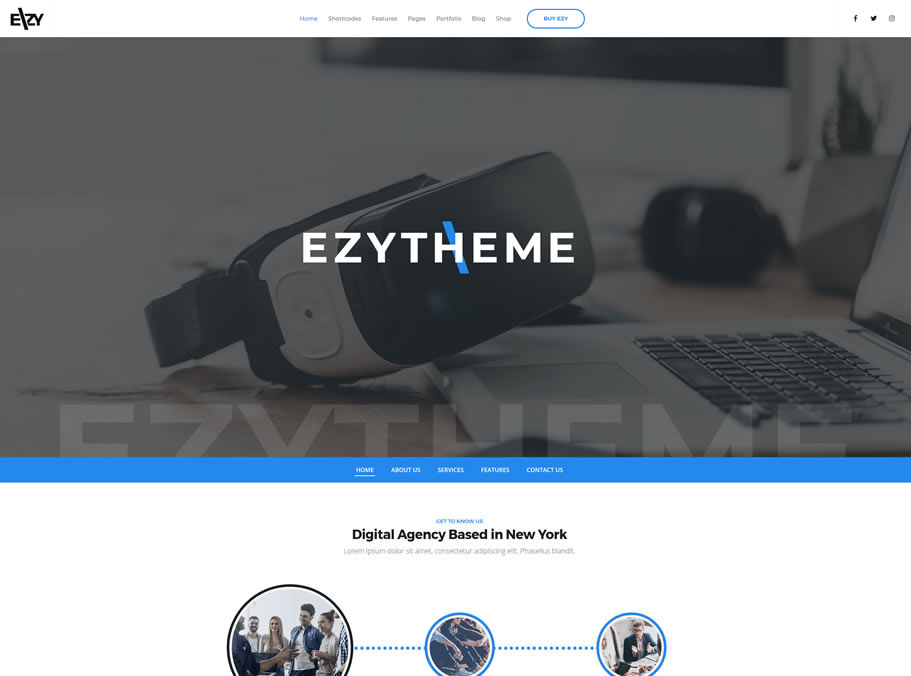 EZY
Home Shortcodes Features Pages Portfolio Blog Shop BUY EZY
EZYTHEME
EZYTHEME
HOME ABOUT US SERVICES FEATURES CONTACT US
GET TO KNOW US
Digital Agency Based in New York
Lorem ipsum dolor sit amet, consectetur adipiscing elit. Phasellus blandit.